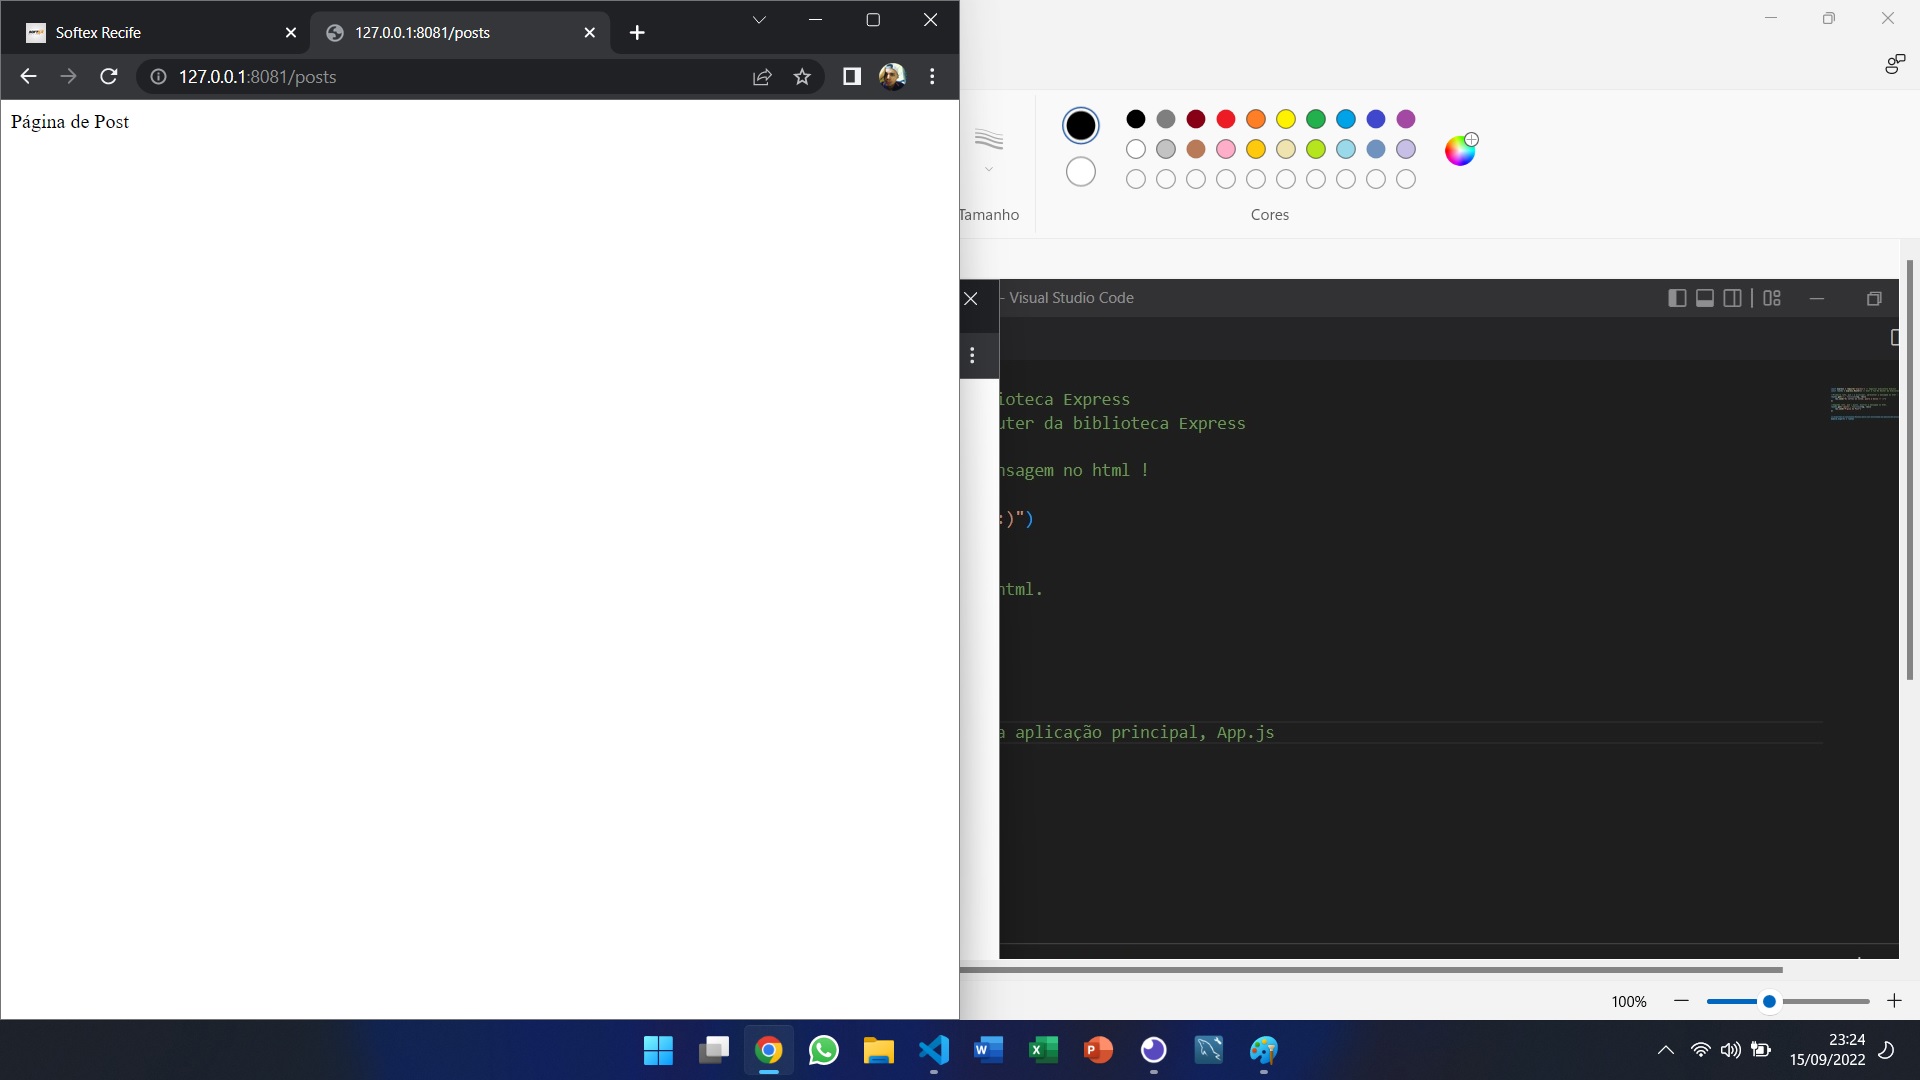 Softex Recife
127.0.0.1:8081/posts
127.0.0.1:8081/posts
Página de Post
Tamanho
Cores
- Visual Studio Code
ioteca Express
uter da biblioteca Express
nsagem no html !
:)")
html.
a aplicação principal, App.js
100%
23:24
15/09/2022